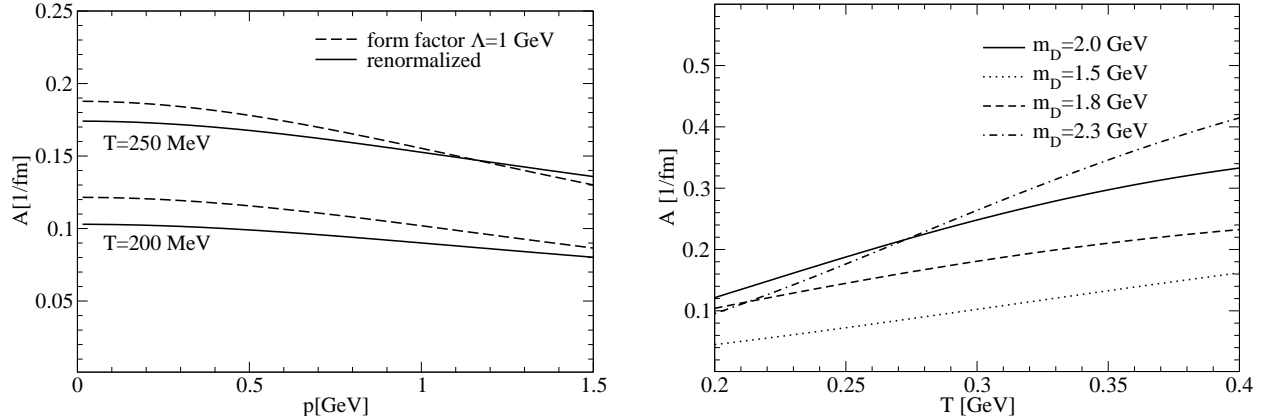 0.25
0.2
0.15
0.1
0.05
0
A[1/fm]
form factor Λ=1 GeV
renormalized
T=250 MeV
T=200 MeV
0 0.5 1 1.5
p[GeV]
0.5
0.4
0.3
0.2
0.1
A [1/fm]
m_D=2.0 GeV
m_D=1.5 GeV
m_D=1.8 GeV
m_D=2.3 GeV
0.2 0.25 0.3 0.35 0.4
T [GeV]